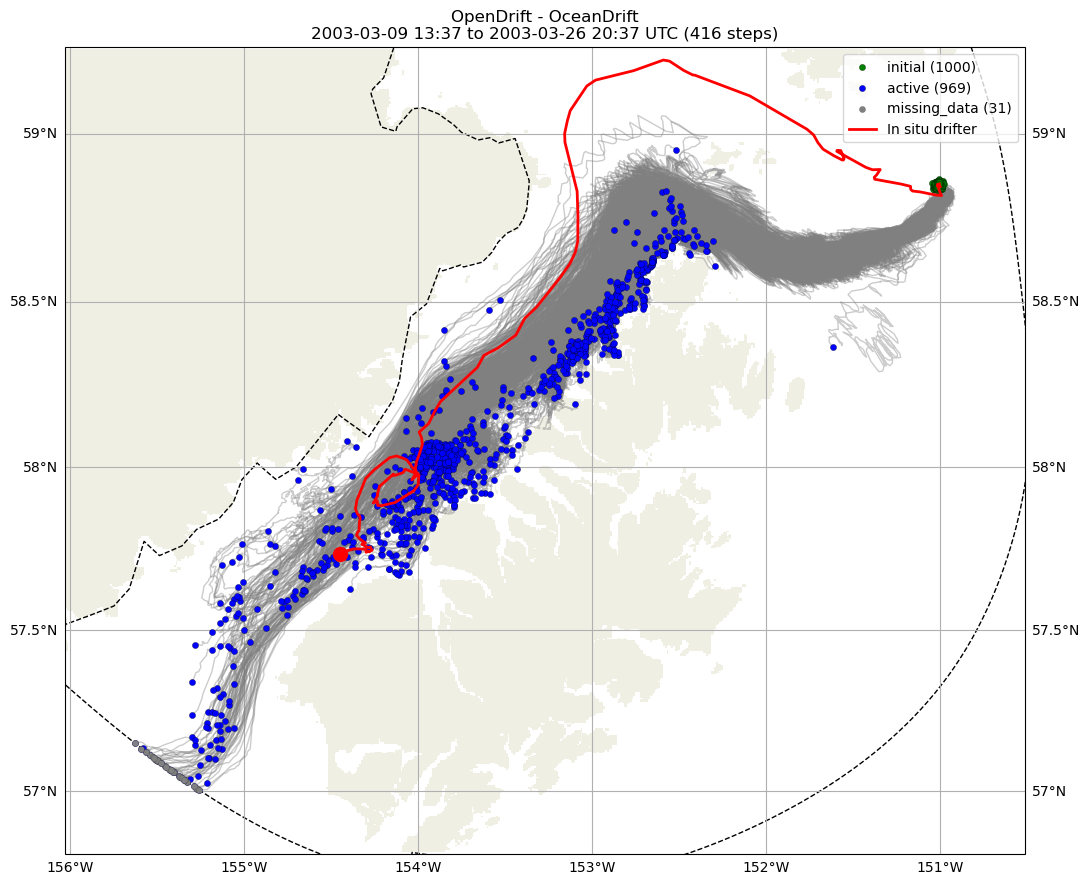 OpenDrift - OceanDrift
2003-03-09 13:37 to 2003-03-26 20:37 UTC (416 steps)
initial (1000)
active (969)
missing_data (31)
In situ drifter
59°N
59°N
58.5°N
58.5°N
58°N
58°N
57.5°N
57.5°N
57°N
57°N
156°W
155°W
154°W
153°W
152°W
151°W